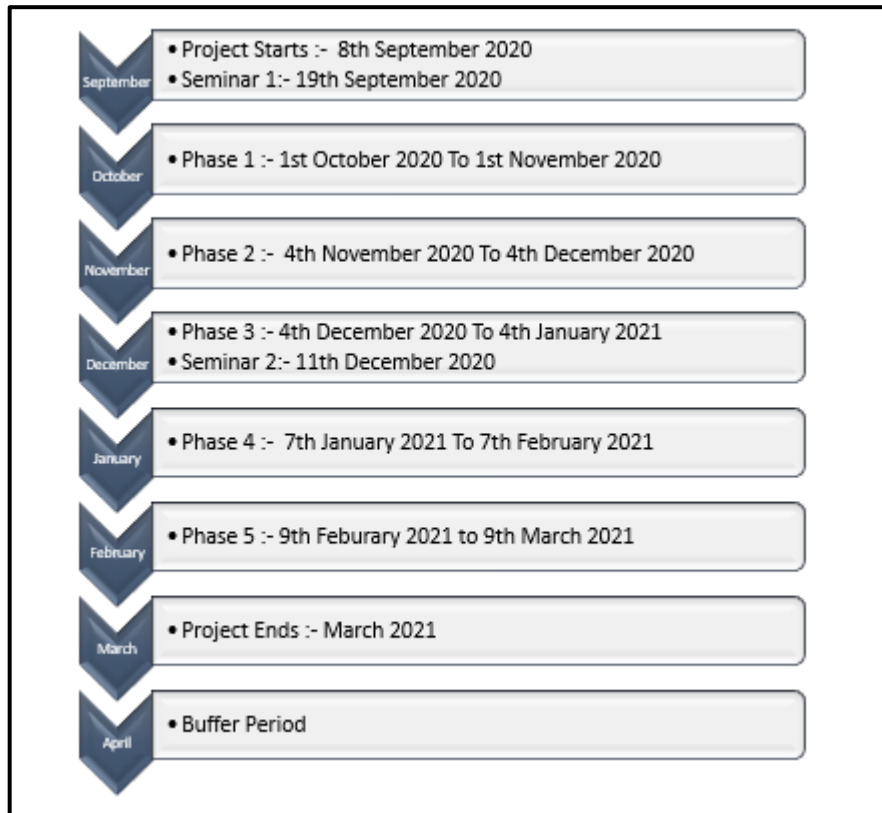 September
• Project Starts :-  8th September 2020
• Seminar 1:- 19th September 2020
October
• Phase 1 :- 1st October 2020 To 1st November 2020
November
• Phase 2 :-  4th November 2020 To 4th December 2020
December
• Phase 3 :- 4th December 2020 To 4th January 2021
• Seminar 2:- 11th December 2020
January
• Phase 4 :-  7th January 2021 To 7th February 2021
February
• Phase 5 :- 9th Feburary 2021 to 9th March 2021
March
• Project Ends :- March 2021
April
• Buffer Period